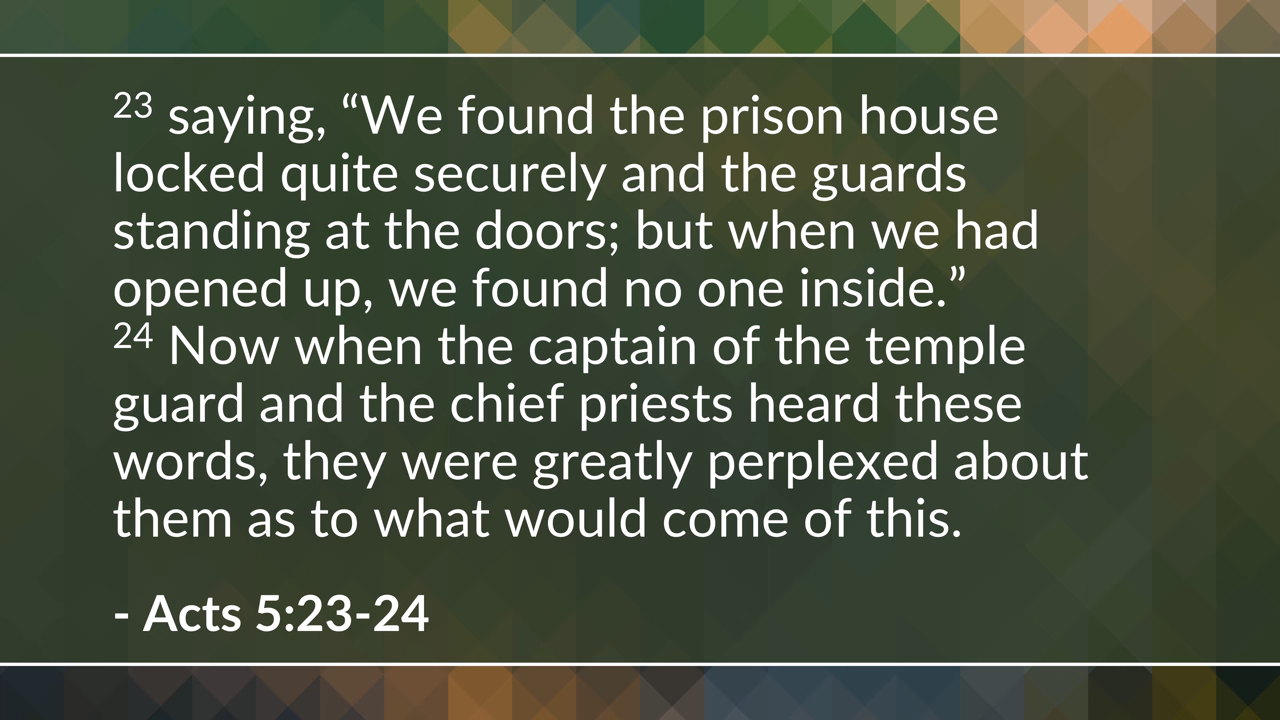 23 saying, “We found the prison house
locked quite securely and the guards
standing at the doors; but when we had
opened up, we found no one inside.”
24 Now when the captain of the temple
guard and the chief priests heard these
words, they were greatly perplexed about
them as to what would come of this.
- Acts 5:23-24